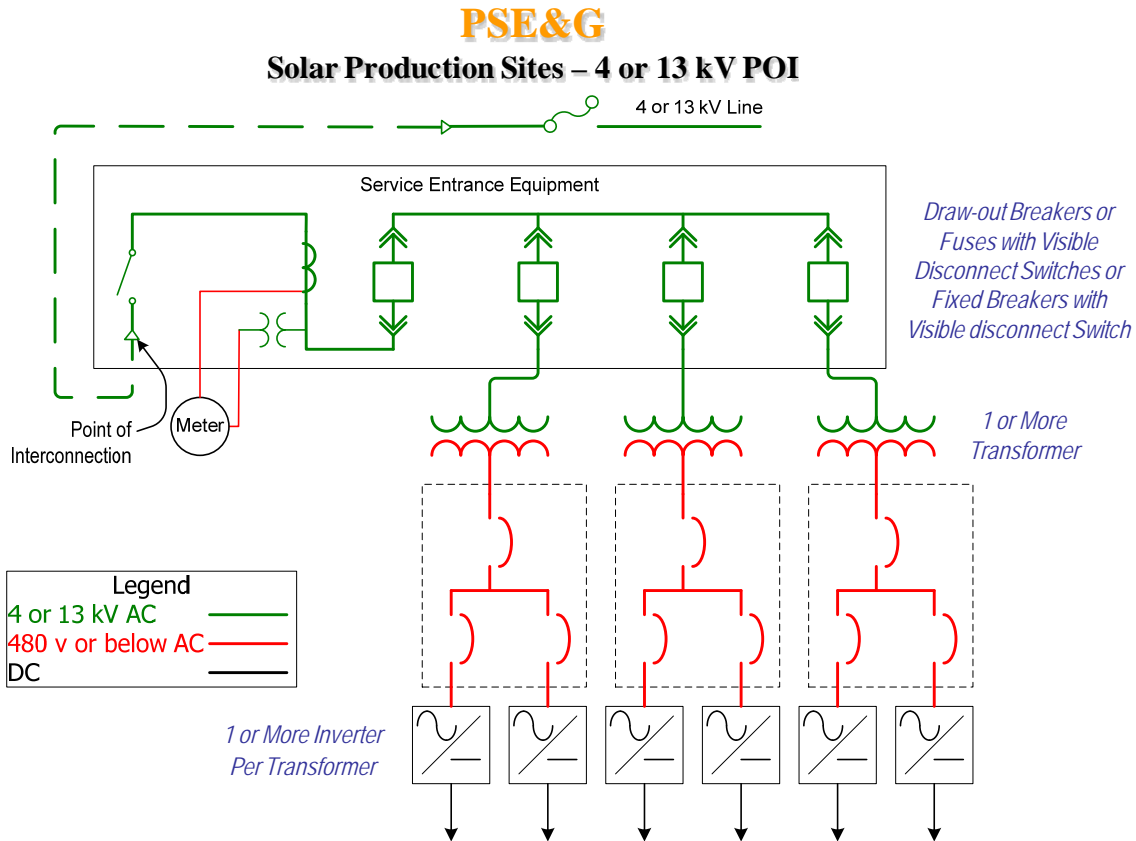 PSE&G
Solar Production Sites – 4 or 13 kV POI
4 or 13 kV Line
Service Entrance Equipment
Draw-out Breakers or
Fuses with Visible
Disconnect Switches or
Fixed Breakers with
Visible disconnect Switch
Meter
Point of
Interconnection
1 or More
Transformer
Legend
4 or 13 kV AC
480 v or below AC
DC
1 or More Inverter
Per Transformer